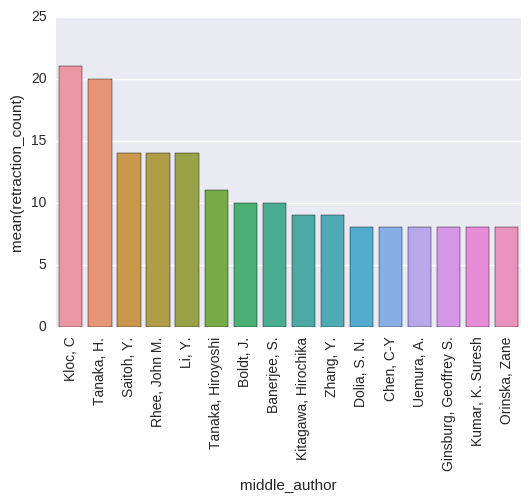 25
20
15
10
5
0
mean(retraction_count)
Kloc, C
Tanaka, H.
Saitoh, Y.
Rhee, John M.
Li, Y.
Tanaka, Hiroyoshi
Boldt, J.
Banerjee, S.
Kitagawa, Hirochika
Zhang, Y.
Dolia, S. N.
Chen, C-Y
Uemura, A.
Ginsburg, Geoffrey S.
Kumar, K. Suresh
Orinska, Zane
middle_author